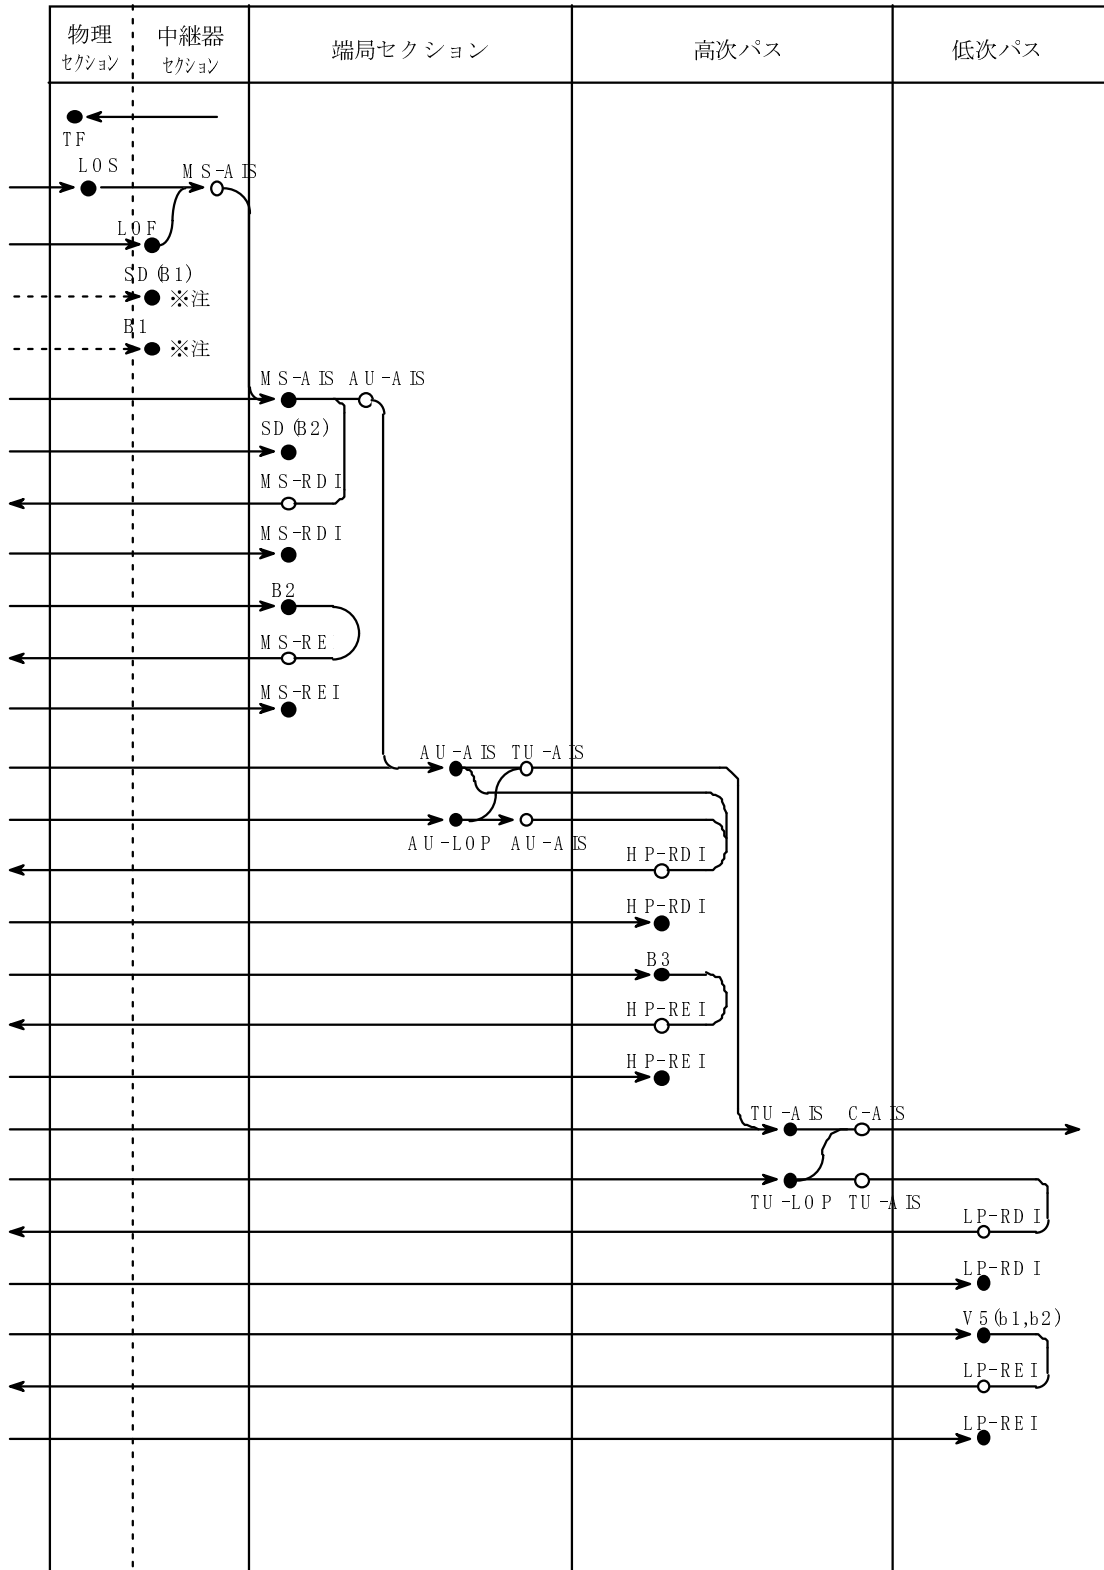 物理
セクション
中継器
セクション
端局セクション
高次パス
低次パス
TF
LOS
MS-AIS
LOF
SD(B1)
※注
B1
※注
MS-AIS AU-AIS
SD(B2)
MS-RDI
MS-RDI
B2
MS-RE
MS-REI
AU-AIS TU-AIS
AU-LOP AU-AIS
HP-RDI
HP-RDI
B3
HP-REI
HP-REI
TU-AIS C-AIS
TU-LOP TU-AIS
LP-RDI
LP-RDI
V5(b1,b2)
LP-REI
LP-REI